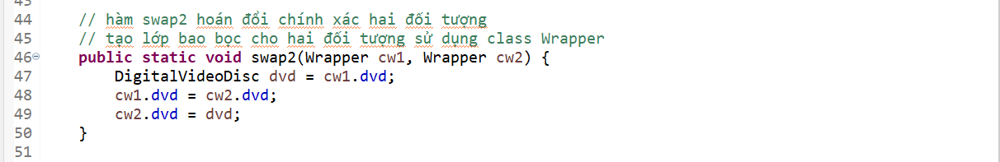 44 // hàm swap2 hoán đổi chính xác hai đối tượng
45 // tạo lớp bao bọc cho hai đối tượng sử dụng class Wrapper
46 public static void swap2(Wrapper cw1, Wrapper cw2) {
47 DigitalVideoDisc dvd = cw1.dvd;
48 cw1.dvd = cw2.dvd;
49 cw2.dvd = dvd;
50 }
51